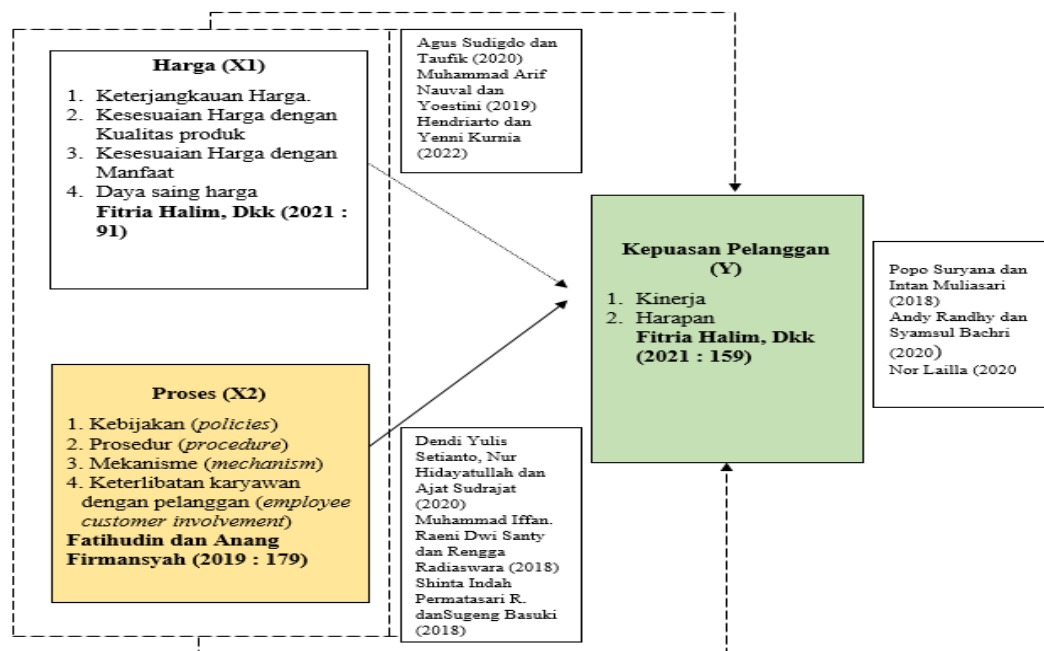 Harga (X1)
1. Keterjangkauan Harga.
2. Kesesuaian Harga dengan
Kualitas produk
3. Kesesuaian Harga dengan
Manfaat
4. Daya saing harga
Fitria Halim, Dkk (2021 :
91)
Agus Sudigdo dan
Taufik (2020)
Muhammad Arif
Nauval dan
Yoestini (2019)
Hendriarto dan
Yenni Kurnia
(2022)
Kepuasan Pelanggan
(Y)
1. Kinerja
2. Harapan
Fitria Halim, Dkk
(2021 : 159)
Popo Suryana dan
Intan Muliasari
(2018)
Andy Randhy dan
Syamsul Bachri
(2020)
Nor Lailla (2020
Proses (X2)
1. Kebijakan (policies)
2. Prosedur (procedure)
3. Mekanisme (mechanism)
4. Keterlibatan karyawan
dengan pelanggan (employee
customer involvement)
Fatihudin dan Anang
Firmansyah (2019 : 179)
Dendi Yulis
Setianto, Nur
Hidayatullah dan
Ajat Sudrajat
(2020)
Muhammad Iffan.
Raeni Dwi Santy
dan Rengga
Radiaswara (2018)
Shinta Indah
Permatasari R.
danSugeng Basuki
(2018)